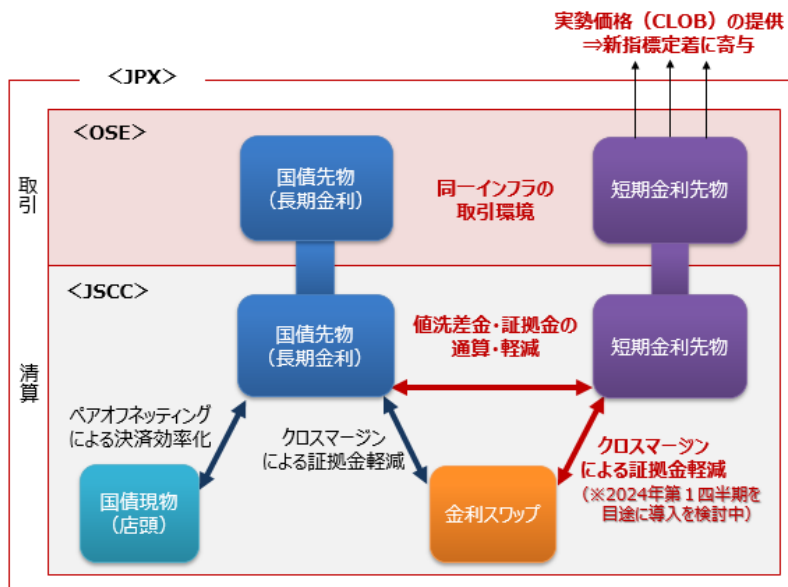 実勢価格（CLOB）の提供
⇒新指標定着に寄与
＜JPX＞
＜OSE＞
取引
国債先物
（長期金利）
同一インフラの
取引環境
短期金利先物
＜JSCC＞
清算
国債先物
（長期金利）
値洗差金・証拠金の
通算・軽減
短期金利先物
ペアオフネッティング
による決済効率化
クロスマージン
による証拠金軽減
クロスマージン
による証拠金軽減
（※2024年第１四半期を
目途に導入を検討中）
国債現物
（店頭）
金利スワップ